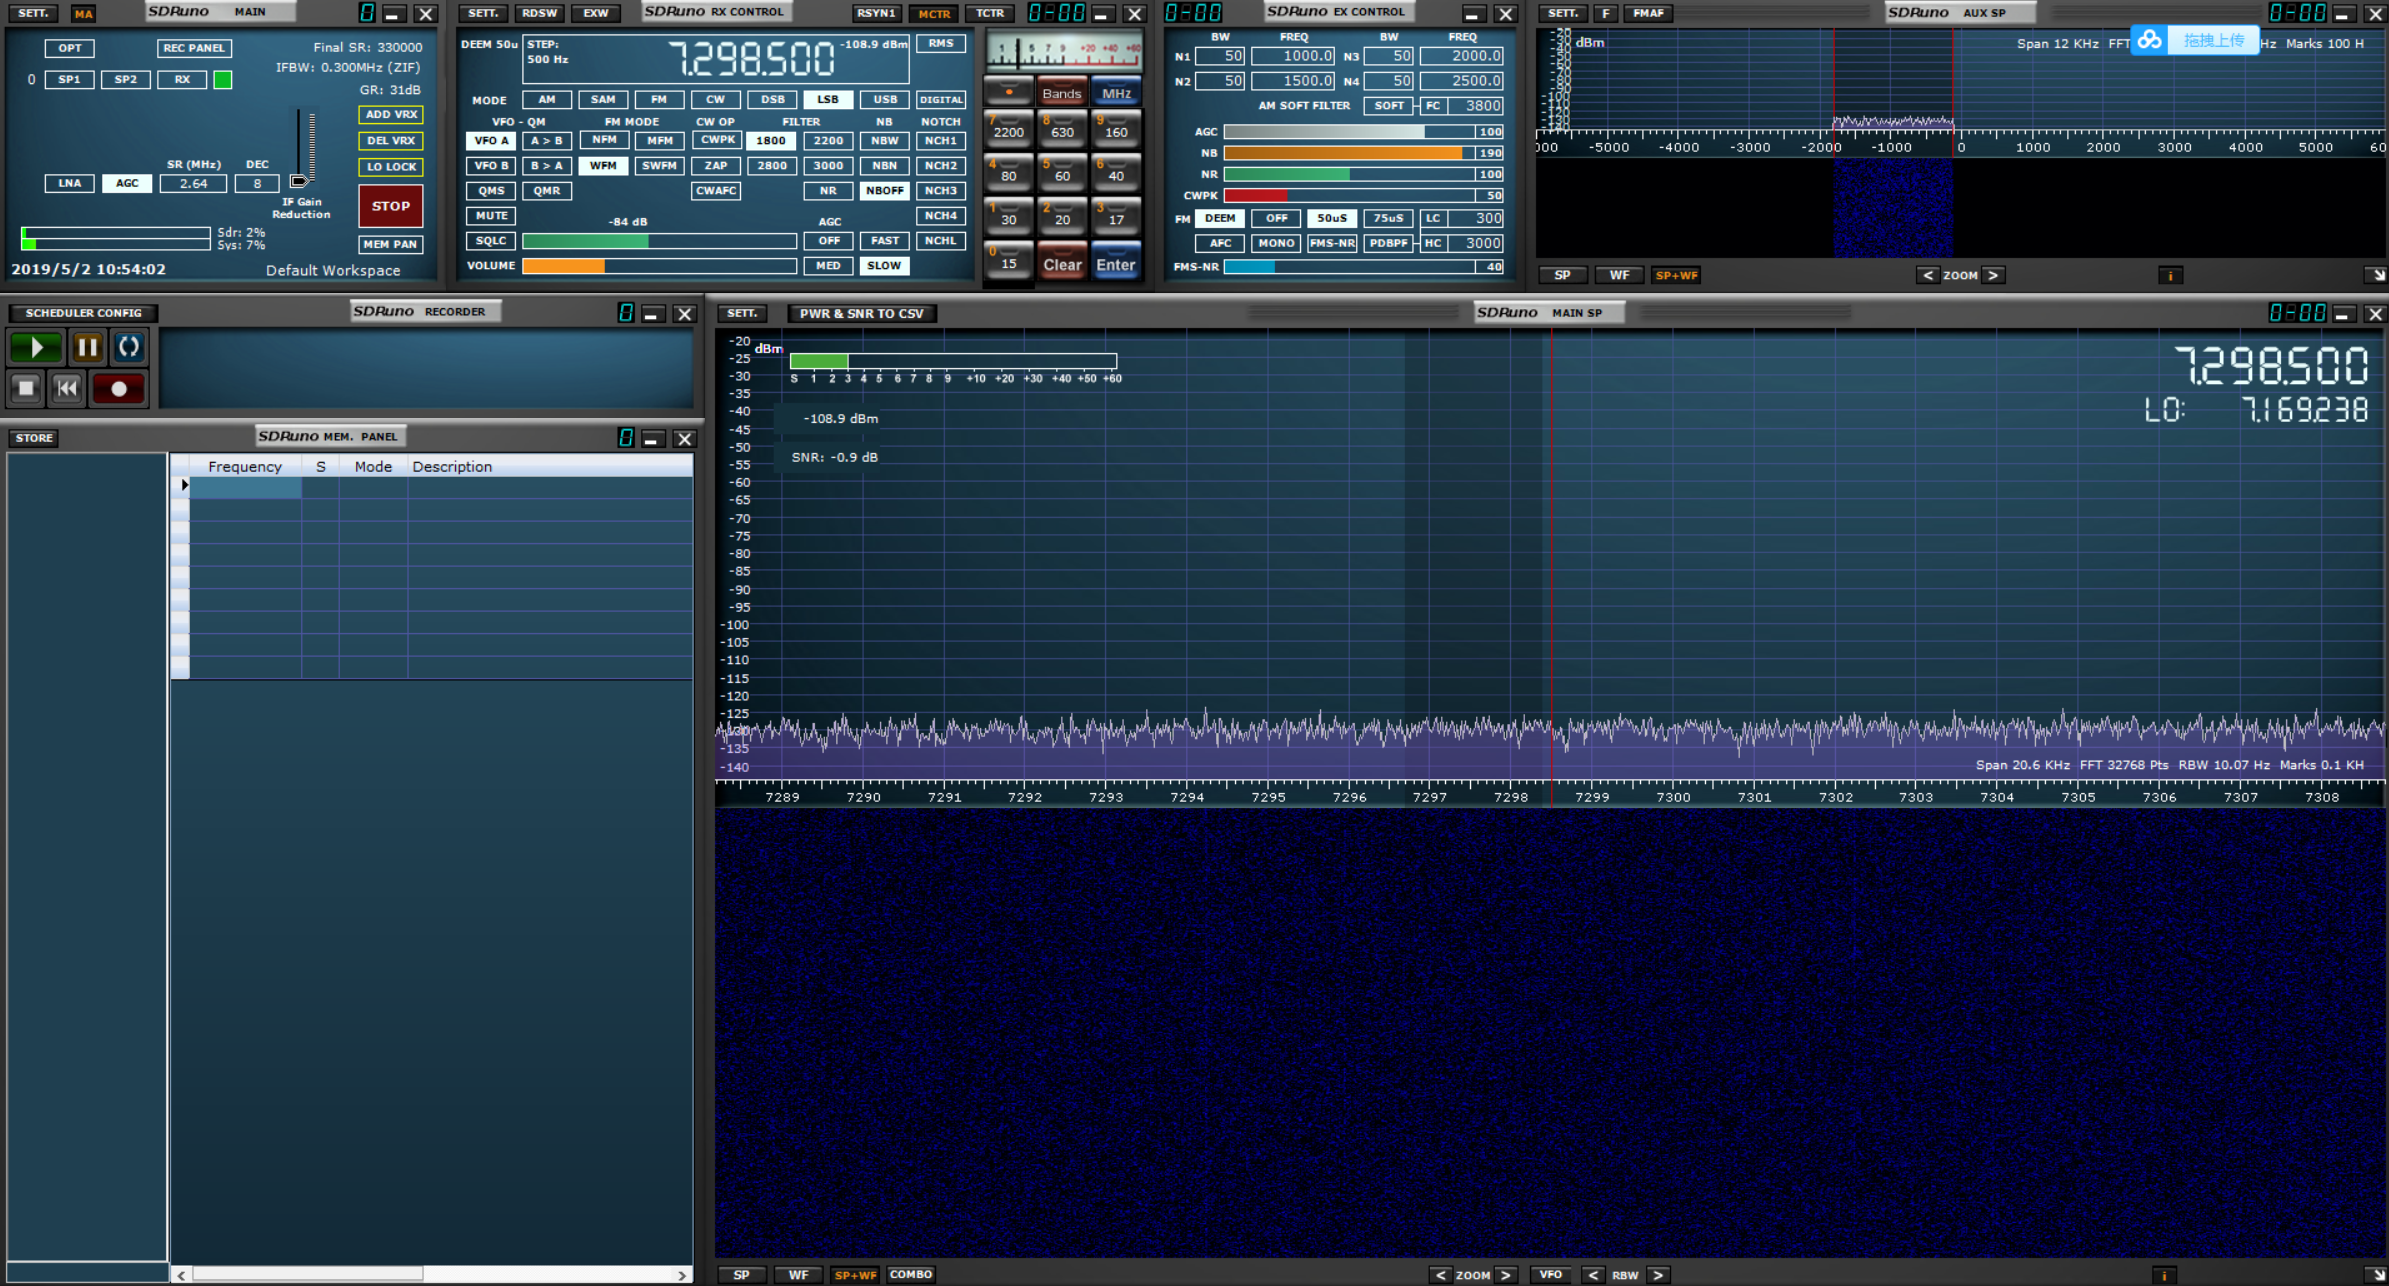 SETT. MA SDRuno MAIN 0
OPT REC PANEL Final SR: 330000
IFBW: 0.300MHz (ZIF)
0 SP1 SP2 RX GR: 31dB
ADD VRX
DEL VRX
SR (MHz) DEC LO LOCK
LNA AGC 2.64 8
IF Gain
Reduction
STOP
Sdr: 2%
Sys: 7%
MEM PAN
2019/5/2 10:54:02 Default Workspace
SETT. RDSW EXW SDRuno RX CONTROL RSYN1 MCTR TCTR 0-00
DEEM 50u STEP:
500 Hz
7.298.500 -108.9 dBm RMS
MODE AM SAM FM CW DSB LSB USB DIGITAL
VFO - QM FM MODE CW OP FILTER NB NOTCH
VFO A A > B NFM MFM CWPK 1800 2200 NBW NCH1
VFO B B > A WFM SWFM ZAP 2800 3000 NBN NCH2
QMS QMR CWAFC NR NBOFF NCH3
MUTE -84 dB AGC NCH4
SQLC OFF FAST NCHL
VOLUME MED SLOW
1 3 5 7 9 +20 +40 +60
Bands MHz
7 2200 8 630 9 160
4 80 5 60 6 40
1 30 2 20 3 17
0 15 Clear Enter
0-00 SDRuno EX CONTROL
BW FREQ BW FREQ
N1 50 1000.0 N3 50 2000.0
N2 50 1500.0 N4 50 2500.0
AM SOFT FILTER SOFT FC 3800
AGC 100
NB 190
NR 100
CWPK 50
FM DEEM OFF 50uS 75uS LC 300
AFC MONO FMS-NR PDBPF HC 3000
FMS-NR 40
SETT. F FMAF SDRuno AUX SP 0-00
dBm Span 12 KHz FFT 拖拽上传 Hz Marks 100 H
-5000 -4000 -3000 -2000 -1000 0 1000 2000 3000 4000 5000
SP WF SP+WF < ZOOM > i
SCHEDULER CONFIG SDRuno RECORDER 0
STORE SDRuno MEM. PANEL 0
Frequency S Mode Description
SETT. PWR & SNR TO CSV SDRuno MAIN SP 0-00
dBm
S 1 2 3 4 5 6 7 8 9 +10 +20 +30 +40 +50 +60
7.298.500
LO: 7.169.238
-108.9 dBm
SNR: -0.9 dB
-20
-25
-30
-35
-40
-45
-50
-55
-60
-65
-70
-75
-80
-85
-90
-95
-100
-105
-110
-115
-120
-125
-130
-135
-140
Span 20.6 KHz FFT 32768 Pts RBW 10.07 Hz Marks 0.1 KH
7289 7290 7291 7292 7293 7294 7295 7296 7297 7298 7299 7300 7301 7302 7303 7304 7305 7306 7307 7308
SP WF SP+WF COMBO < ZOOM > VFO < RBW > i